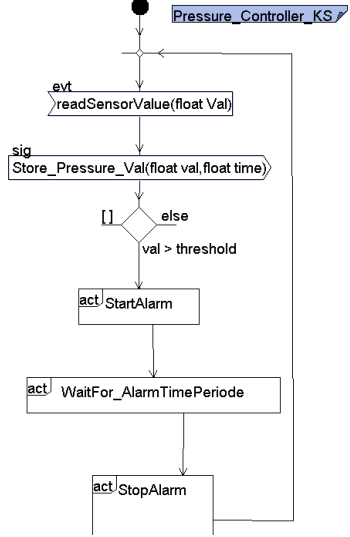 Pressure_Controller_KS
evt
readSensorValue(float Val)
sig
Store_Pressure_Val(float val,float time)
[ ]
else
val > threshold
act
StartAlarm
act
WaitFor_AlarmTimePeriode
act
StopAlarm